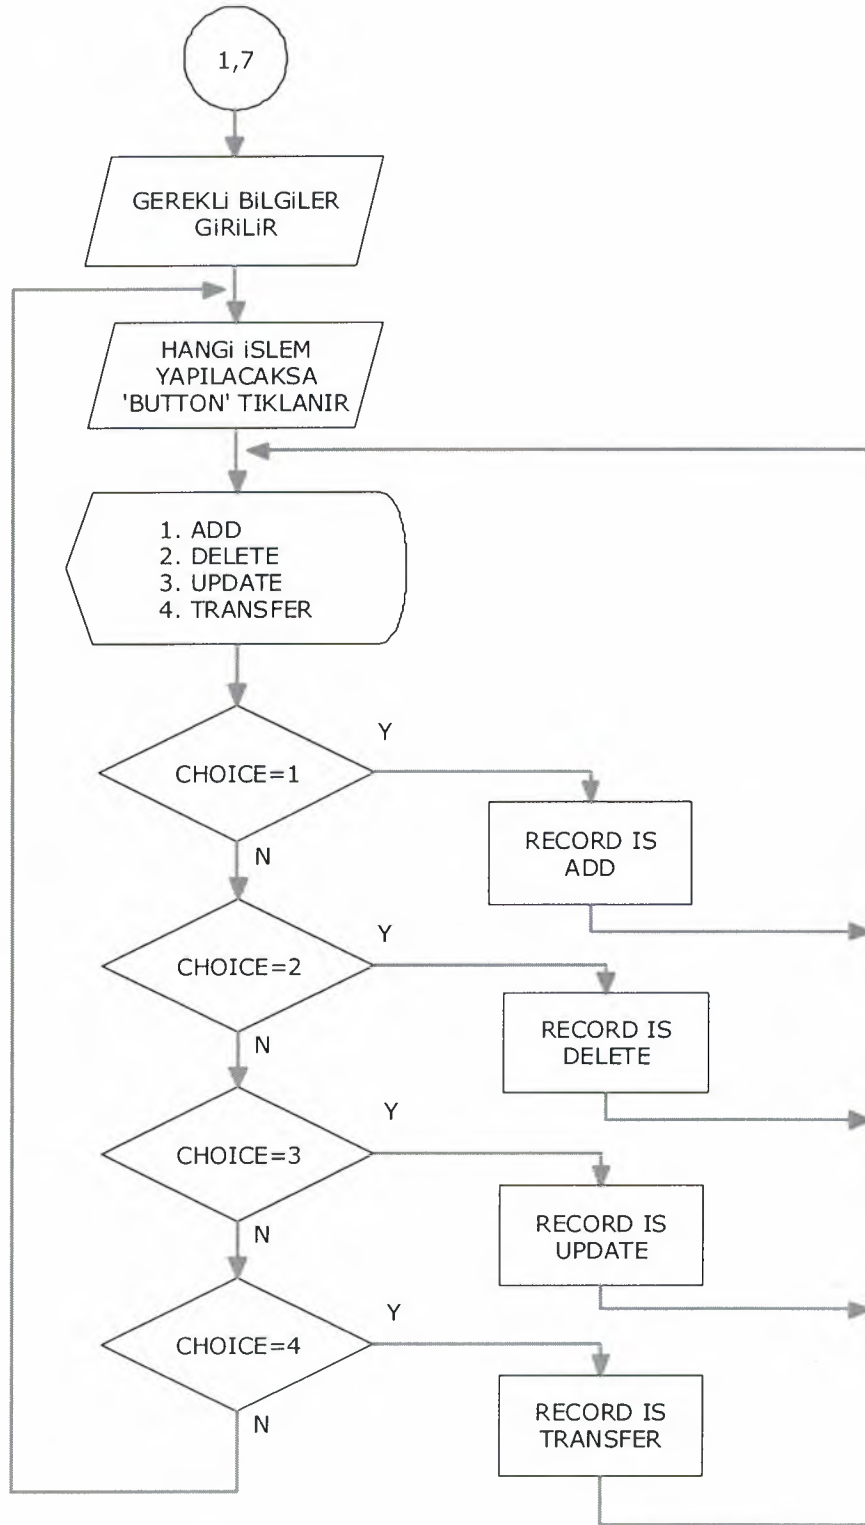 1,7
GEREKLi BiLGiLER
GiRiLiR
HANGi iSLEM
YAPILACAKSA
'BUTTON' TIKLANIR
1. ADD
2. DELETE
3. UPDATE
4. TRANSFER
CHOICE=1
Y
RECORD IS
ADD
N
CHOICE=2
Y
RECORD IS
DELETE
N
CHOICE=3
Y
RECORD IS
UPDATE
N
CHOICE=4
Y
RECORD IS
TRANSFER
N